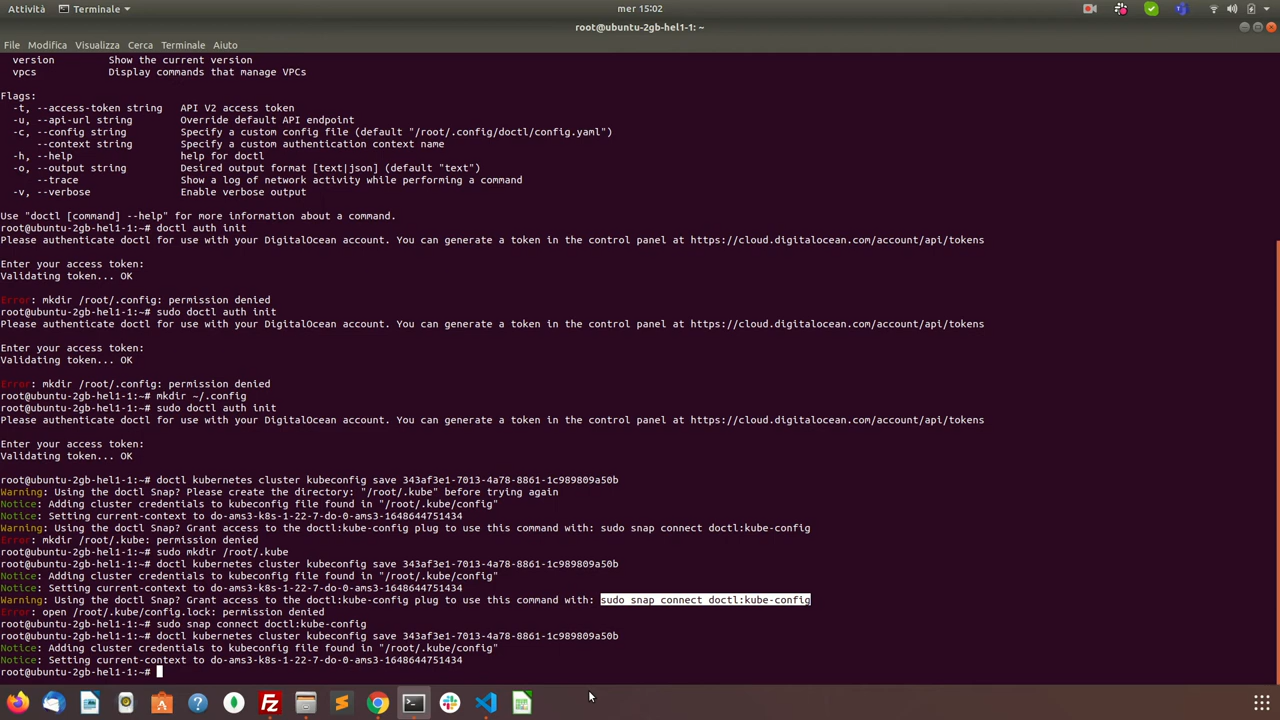 Attività
Terminale
mer 15:02
root@ubuntu-2gb-hel1-1: ~
File Modifica Visualizza Cerca Terminale Aiuto
version Show the current version
vpcs Display commands that manage VPCs
Flags:
-t, --access-token string API V2 access token
-u, --api-url string Override default API endpoint
-c, --config string Specify a custom config file (default "/root/.config/doctl/config.yaml")
--context string Specify a custom authentication context name
-h, --help help for doctl
-o, --output string Desired output format [text|json] (default "text")
--trace Show a log of network activity while performing a command
-v, --verbose Enable verbose output
Use "doctl [command] --help" for more information about a command.
root@ubuntu-2gb-hel1-1:~# doctl auth init
Please authenticate doctl for use with your DigitalOcean account. You can generate a token in the control panel at https://cloud.digitalocean.com/account/api/tokens
Enter your access token:
Validating token... OK
Error: mkdir /root/.config: permission denied
root@ubuntu-2gb-hel1-1:~# sudo doctl auth init
Please authenticate doctl for use with your DigitalOcean account. You can generate a token in the control panel at https://cloud.digitalocean.com/account/api/tokens
Enter your access token:
Validating token... OK
Error: mkdir /root/.config: permission denied
root@ubuntu-2gb-hel1-1:~# mkdir ~/.config
root@ubuntu-2gb-hel1-1:~# sudo doctl auth init
Please authenticate doctl for use with your DigitalOcean account. You can generate a token in the control panel at https://cloud.digitalocean.com/account/api/tokens
Enter your access token:
Validating token... OK
root@ubuntu-2gb-hel1-1:~# doctl kubernetes cluster kubeconfig save 343af3e1-7013-4a78-8861-1c989809a50b
Warning: Using the doctl Snap? Please create the directory: "/root/.kube" before trying again
Notice: Adding cluster credentials to kubeconfig file found in "/root/.kube/config"
Notice: Setting current-context to do-ams3-k8s-1-22-7-do-0-ams3-1648644751434
Warning: Using the doctl Snap? Grant access to the doctl:kube-config plug to use this command with: sudo snap connect doctl:kube-config
Error: mkdir /root/.kube: permission denied
root@ubuntu-2gb-hel1-1:~# sudo mkdir /root/.kube
root@ubuntu-2gb-hel1-1:~# doctl kubernetes cluster kubeconfig save 343af3e1-7013-4a78-8861-1c989809a50b
Notice: Adding cluster credentials to kubeconfig file found in "/root/.kube/config"
Notice: Setting current-context to do-ams3-k8s-1-22-7-do-0-ams3-1648644751434
Warning: Using the doctl Snap? Grant access to the doctl:kube-config plug to use this command with: sudo snap connect doctl:kube-config
Error: open /root/.kube/config.lock: permission denied
root@ubuntu-2gb-hel1-1:~# sudo snap connect doctl:kube-config
root@ubuntu-2gb-hel1-1:~# doctl kubernetes cluster kubeconfig save 343af3e1-7013-4a78-8861-1c989809a50b
Notice: Adding cluster credentials to kubeconfig file found in "/root/.kube/config"
Notice: Setting current-context to do-ams3-k8s-1-22-7-do-0-ams3-1648644751434
root@ubuntu-2gb-hel1-1:~#